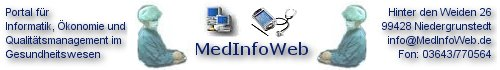 Portal für
Informatik, Ökonomie und
Qualitätsmanagement im
Gesundheitswesen
MedInfoWeb
Hinter den Weiden 26
99428 Niedergrunstedt
info@MedInfoWeb.de
Fon: 03643/770564